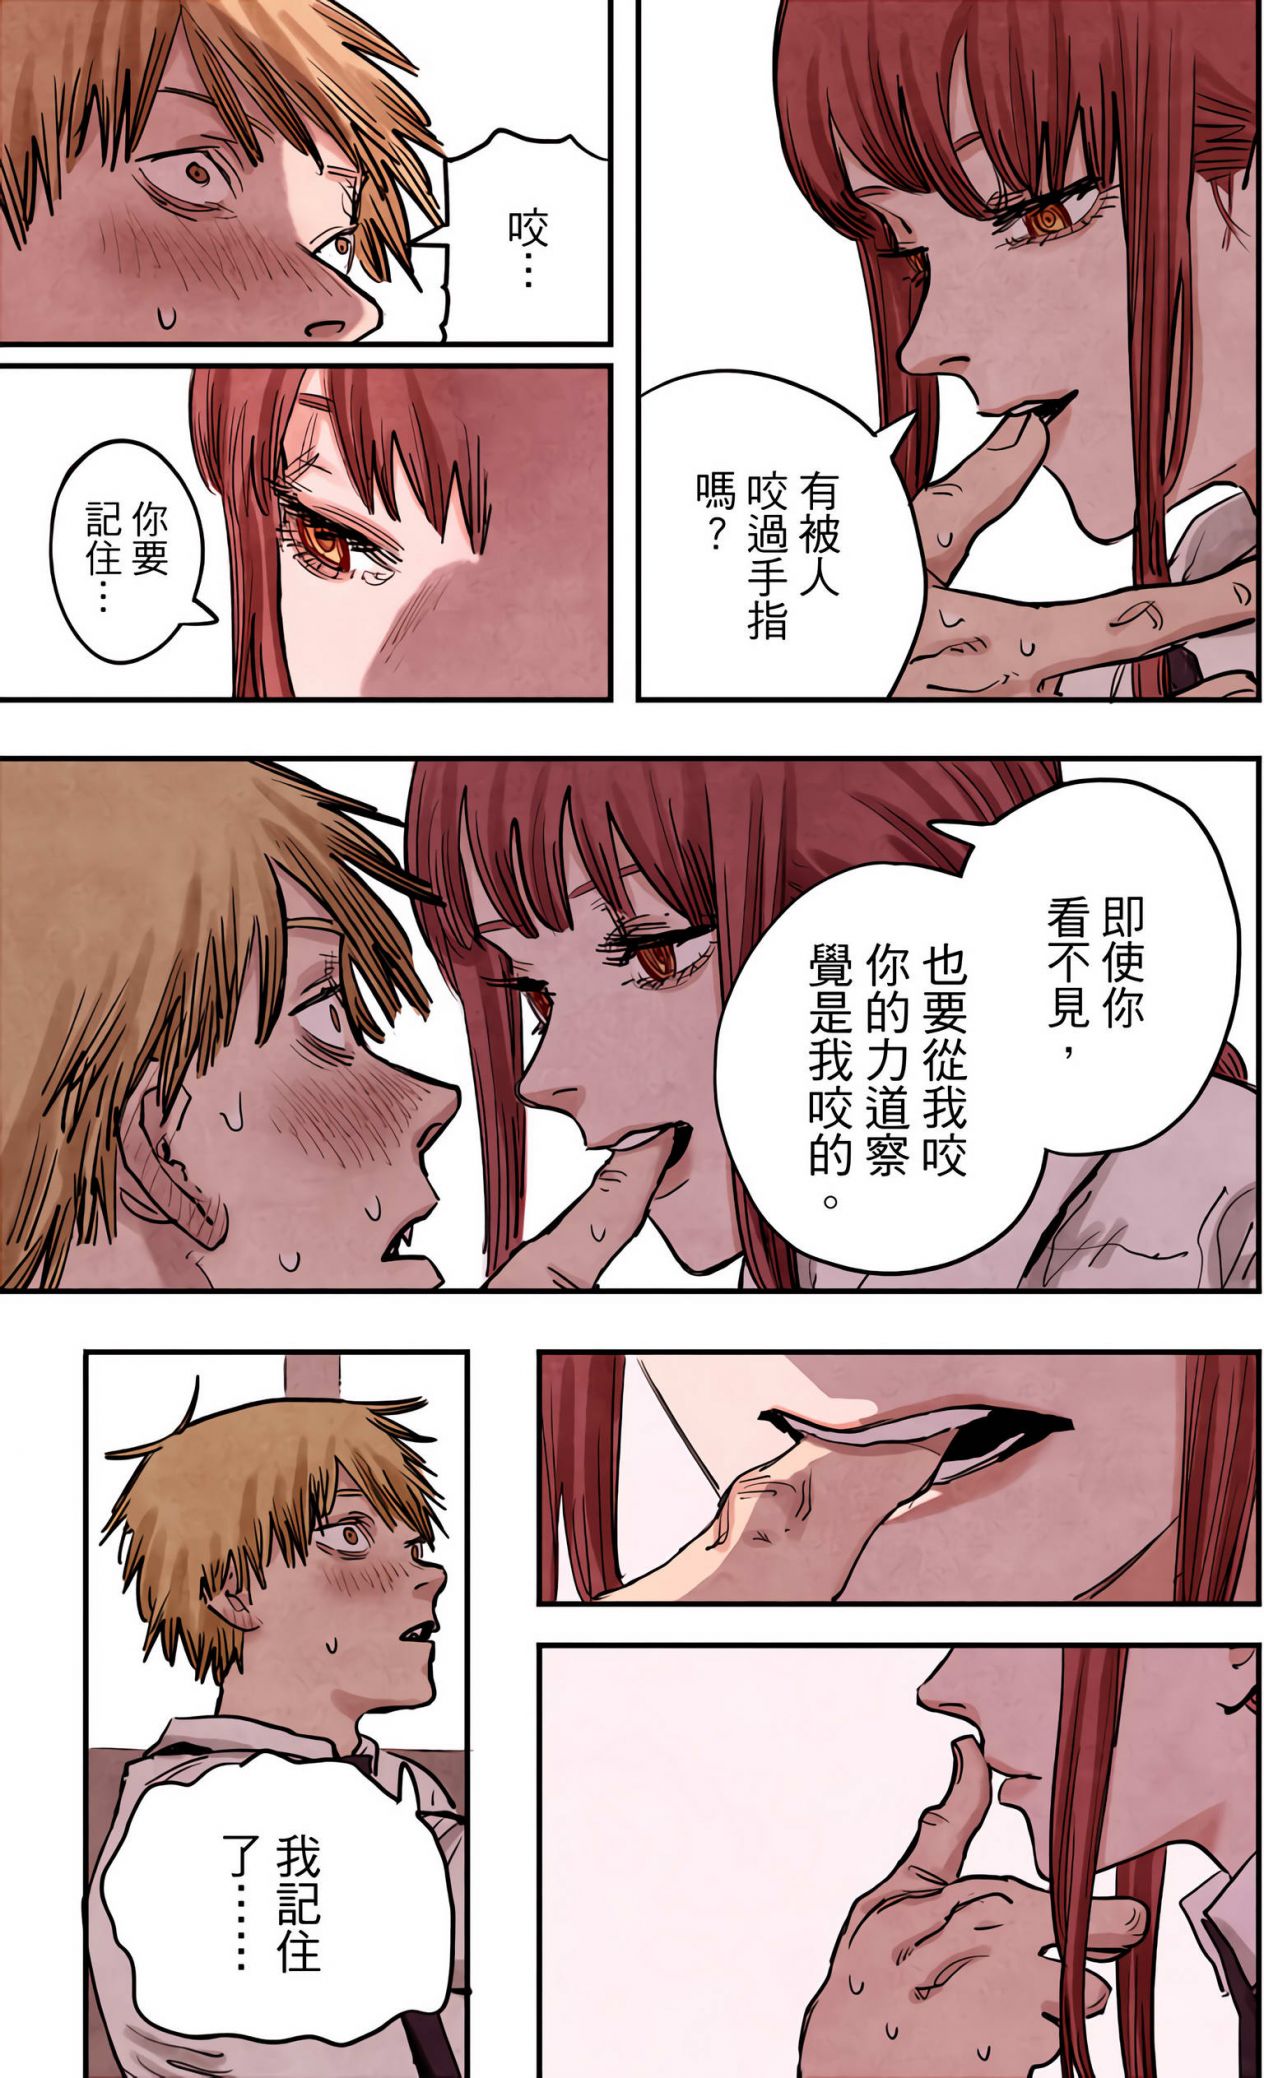 有被人
咬過手指
嗎？
咬⋯
你要
記住⋯
即使你
看不見，
也要從我咬
你的力道察
覺是我咬的。
我記住
了⋯⋯